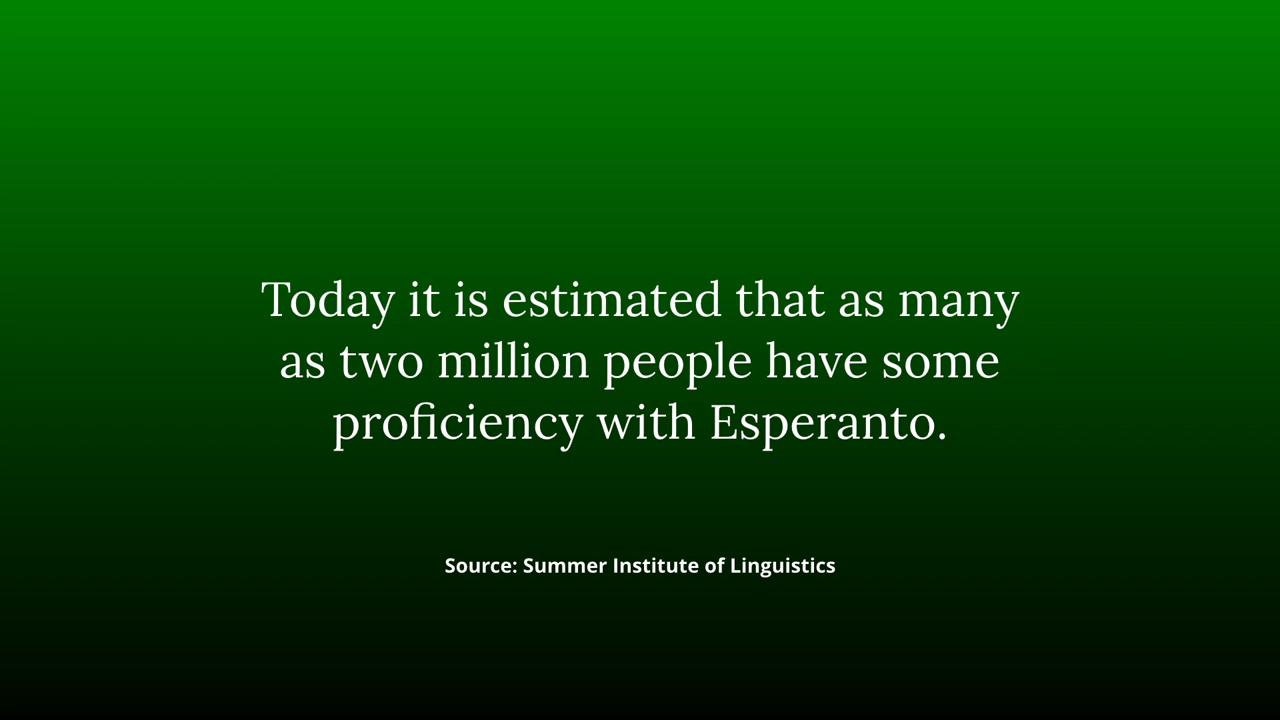 Today it is estimated that as many
as two million people have some
proficiency with Esperanto.
Source: Summer Institute of Linguistics